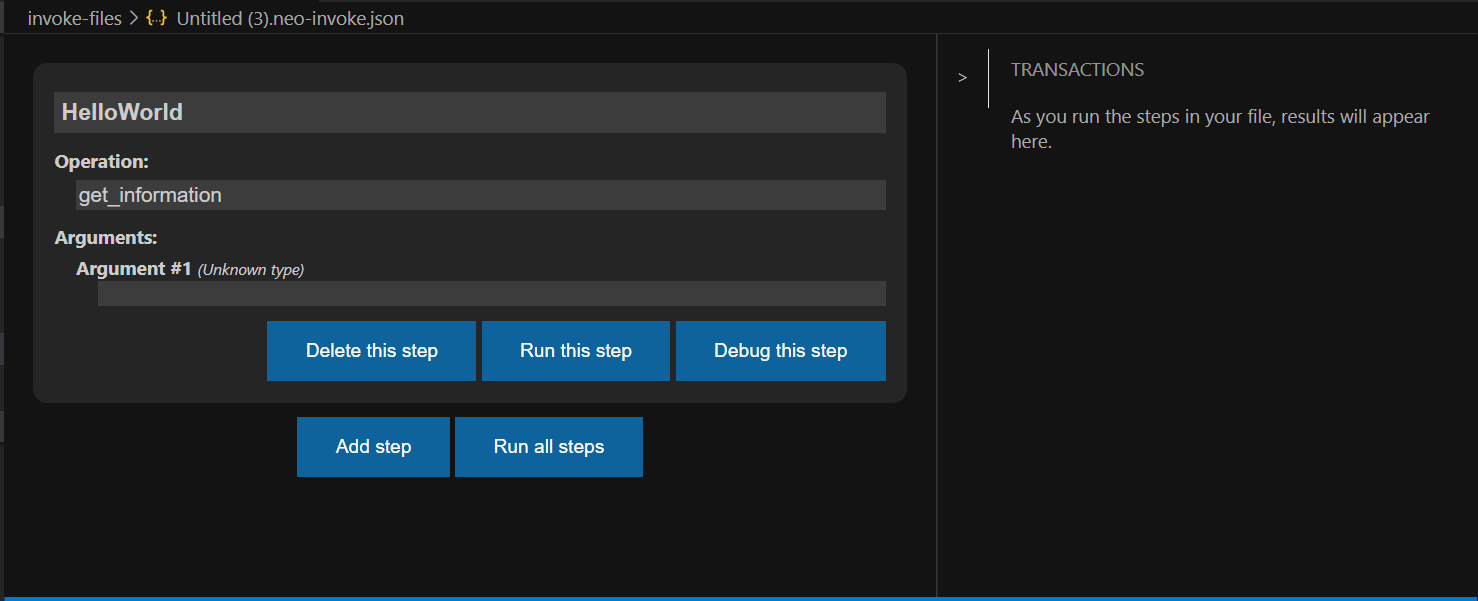 invoke-files > {..} Untitled (3).neo-invoke.json
HelloWorld
Operation:
get_information
Arguments:
Argument #1 (Unknown type)
Delete this step Run this step Debug this step
Add step Run all steps
>
TRANSACTIONS
As you run the steps in your file, results will appear
here.